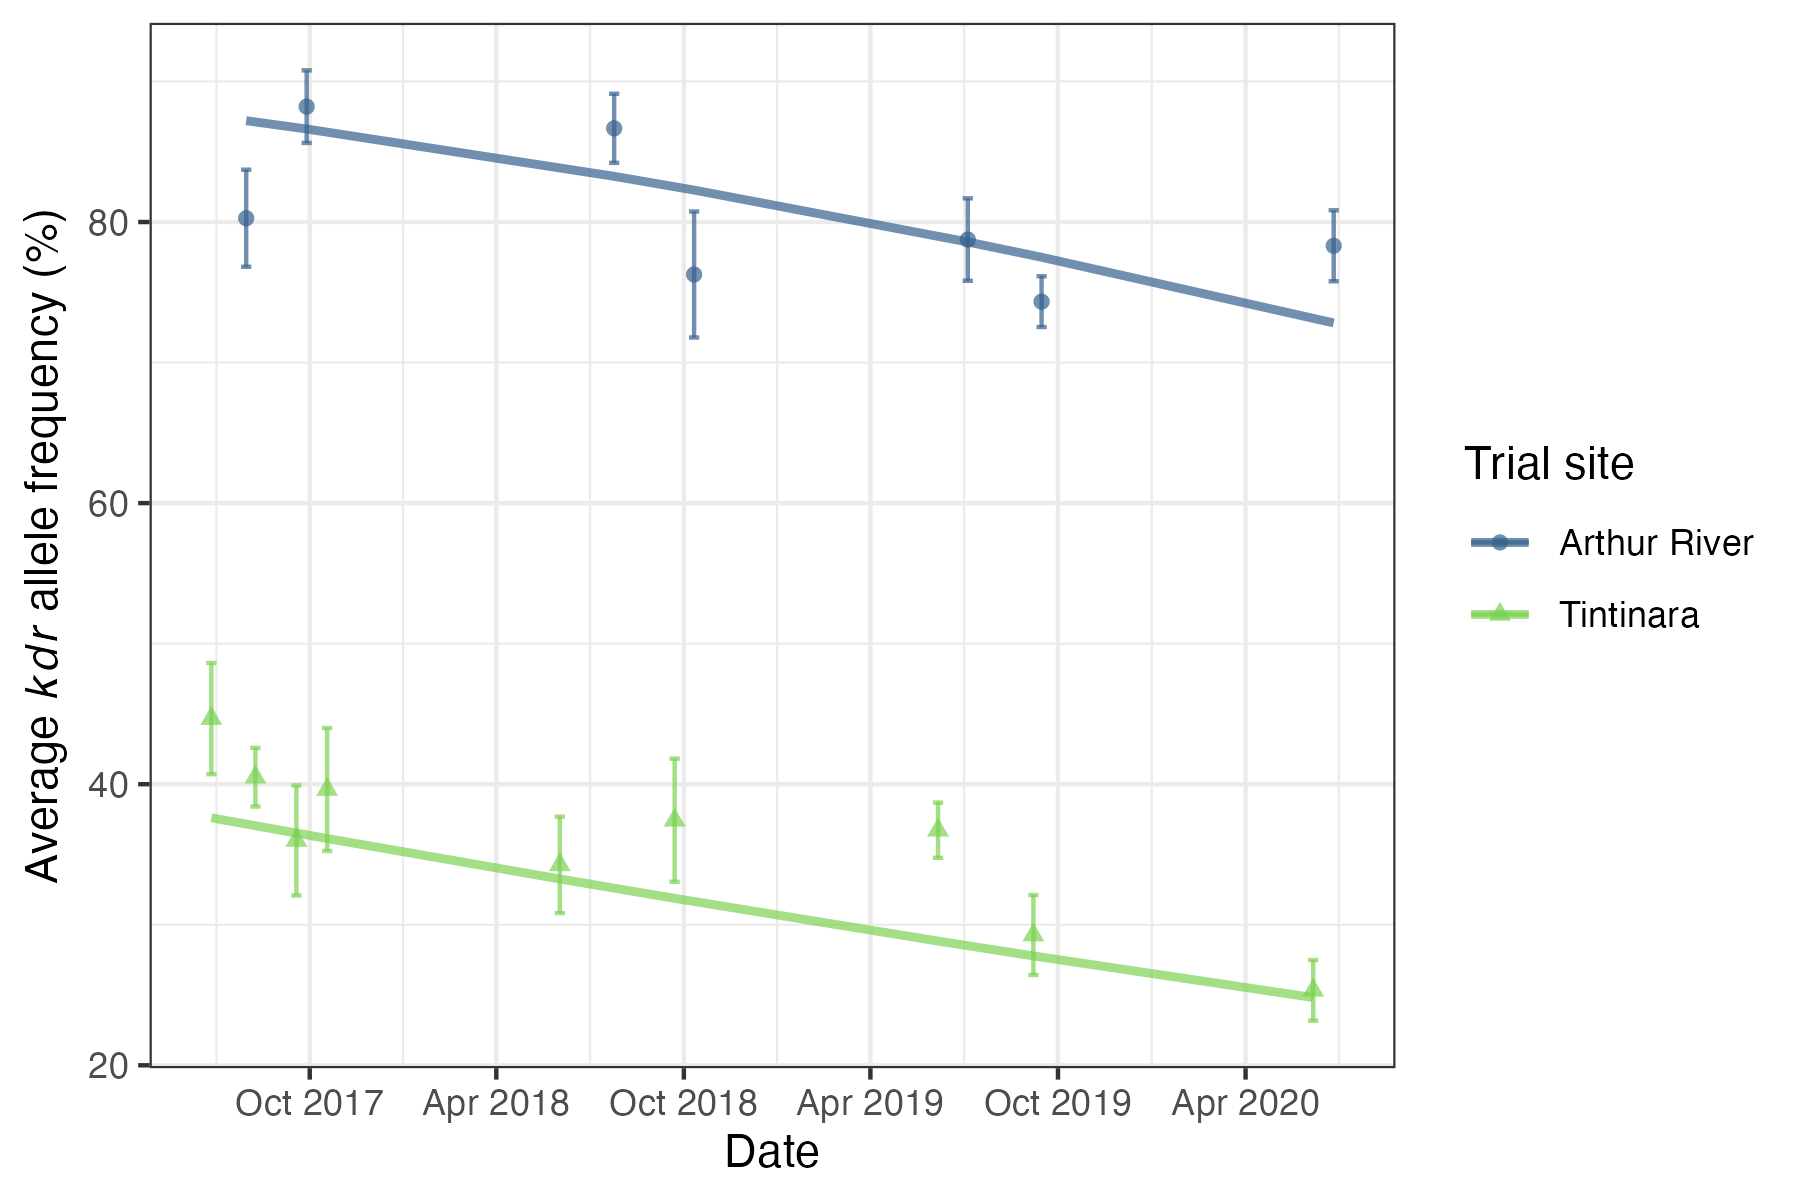 Average kdr allele frequency (%)
80
60
40
20
Oct 2017
Apr 2018
Oct 2018
Apr 2019
Oct 2019
Apr 2020
Date
Trial site
Arthur River
Tintinara